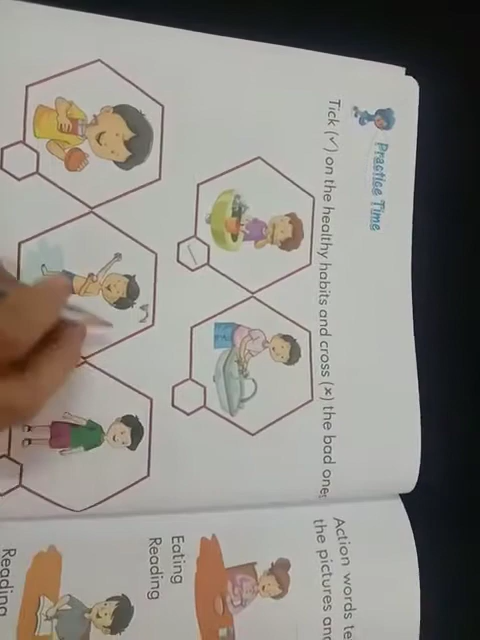 Practice Time
Tick (✓) on the healthy habits and cross (×) the bad ones
Action words te
the pictures an
Eating
Reading
Reading